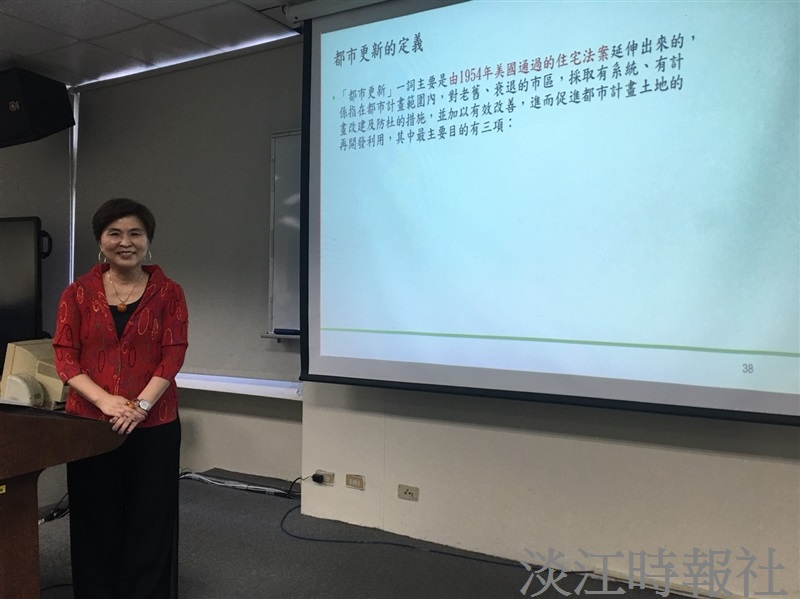 都市更新的定義
「都市更新」一詞主要是由1954年美國通過的住宅法案延伸出來的，
係指在都市計畫範圍內，對老舊、衰退的市區，採取有系統、有計
畫改建及防杜的措施，並加以有效改善，進而促進都市計畫土地的
再開發利用，其中最主要目的有三項：
38
淡江時報社